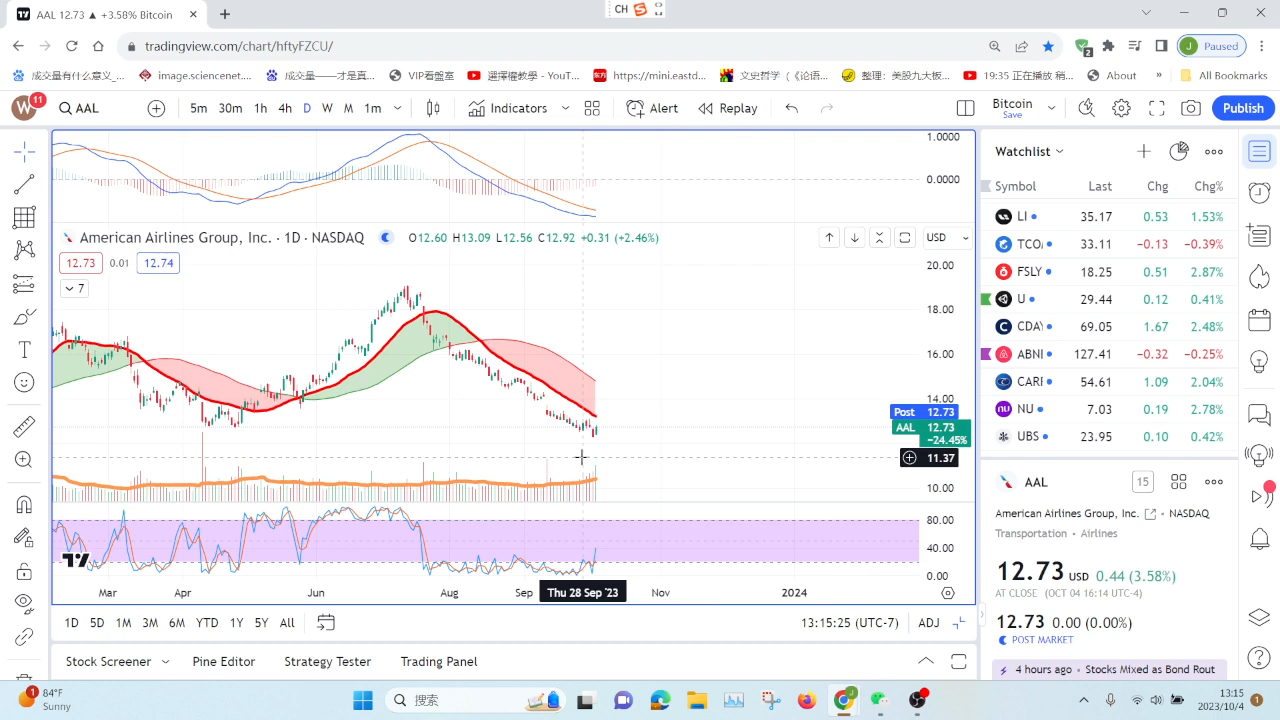 CH
AAL 12.73 ▲ +3.58% Bitcoin
tradingview.com/chart/hftyFZCU/
2
J Paused
成交量有什么意义_...
image.sciencenet....
成交量——才是真...
VIP看盤室
選擇權教學 - YouT...
https://mini.eastd...
文史哲（《论语...
整理：美股九大板...
19:35 正在播放 稍...
About
»
All Bookmarks
W
11
AAL
5m 30m 1h 4h D W M 1m
Indicators
Alert
Replay
Bitcoin
Save
Publish
1.0000
0.0000
American Airlines Group, Inc. · 1D · NASDAQ
O12.60 H13.09 L12.56 C12.92 +0.31 (+2.46%)
USD
12.73 0.01 12.74
7
20.00
18.00
16.00
14.00
Post 12.73
AAL 12.73
−24.45%
11.37
10.00
80.00
40.00
0.00
Mar Apr Jun Aug Sep Thu 28 Sep '23 Nov 2024
1D 5D 1M 3M 6M YTD 1Y 5Y All
13:15:25 (UTC-7)
ADJ
Stock Screener
Pine Editor
Strategy Tester
Trading Panel
Watchlist
Symbol Last Chg Chg%
LI 35.17 0.53 1.53%
TCO 33.11 −0.13 −0.39%
FSLY 18.25 0.51 2.87%
U 29.44 0.12 0.41%
CDAY 69.05 1.67 2.48%
ABNB 127.41 −0.32 −0.25%
CARR 54.61 1.09 2.04%
NU 7.03 0.19 2.78%
UBS 23.95 0.10 0.42%
AAL
15
American Airlines Group, Inc. • NASDAQ
Transportation • Airlines
12.73 USD 0.44 (3.58%)
AT CLOSE (OCT 04 16:14 UTC-4)
12.73 0.00 (0.00%)
POST MARKET
4 hours ago • Stocks Mixed as Bond Rout
1
84°F
Sunny
搜索
13:15
2023/10/4
1